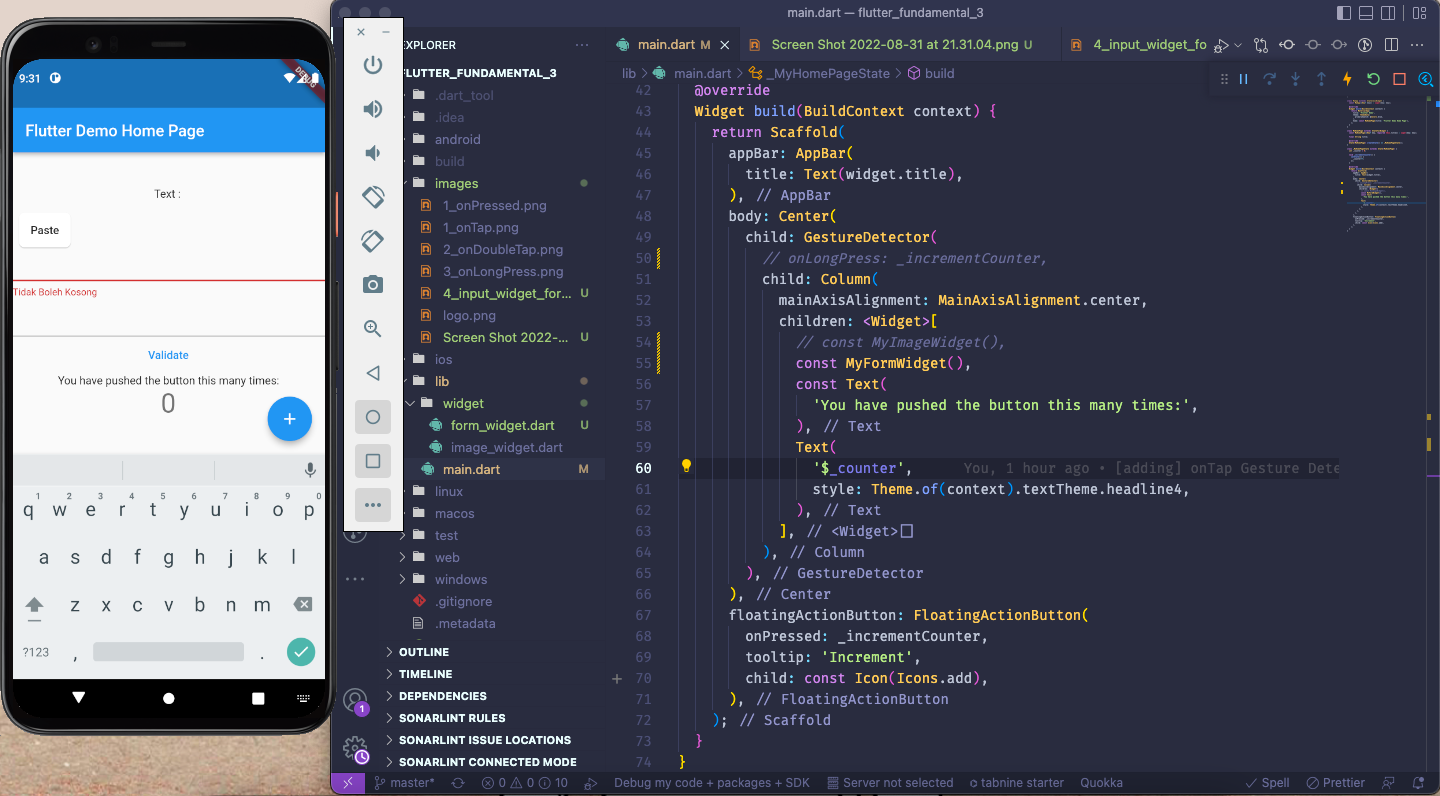 9:31
DEBUG
Flutter Demo Home Page
Text :
Paste
Tidak Boleh Kosong
Validate
You have pushed the button this many times:
0
1 2 3 4 5 6 7 8 9 0
q w e r t y u i o p
a s d f g h j k l
z x c v b n m
?123 , .
main.dart — flutter_fundamental_3
EXPLORER
FLUTTER_FUNDAMENTAL_3
.dart_tool
.idea
android
build
images
1_onPressed.png
1_onTap.png
2_onDoubleTap.png
3_onLongPress.png
4_input_widget_for... U
logo.png
Screen Shot 2022-... U
ios
lib
widget
form_widget.dart U
image_widget.dart
main.dart M
linux
macos
test
web
windows
.gitignore
.metadata
OUTLINE
TIMELINE
DEPENDENCIES
SONARLINT RULES
SONARLINT ISSUE LOCATIONS
SONARLINT CONNECTED MODE
1
main.dart M
Screen Shot 2022-08-31 at 21.31.04.png U
4_input_widget_fo
lib > main.dart > _MyHomePageState > build
42 @override
43 Widget build(BuildContext context) {
44 return Scaffold(
45 appBar: AppBar(
46 title: Text(widget.title),
47 ), // AppBar
48 body: Center(
49 child: GestureDetector(
50 // onLongPress: _incrementCounter,
51 child: Column(
52 mainAxisAlignment: MainAxisAlignment.center,
53 children: <Widget>[
54 // const MyImageWidget(),
55 const MyFormWidget(),
56 const Text(
57 'You have pushed the button this many times:',
58 ), // Text
59 Text(
60 '$_counter', You, 1 hour ago • [adding] onTap Gesture Dete
61 style: Theme.of(context).textTheme.headline4,
62 ), // Text
63 ], // <Widget>[]
64 ), // Column
65 ), // GestureDetector
66 ), // Center
67 floatingActionButton: FloatingActionButton(
68 onPressed: _incrementCounter,
69 tooltip: 'Increment',
70 child: const Icon(Icons.add),
71 ), // FloatingActionButton
72 ); // Scaffold
73 }
74 }
master* 0 0 10 Debug my code + packages + SDK Server not selected tabnine starter Quokka Spell Prettier